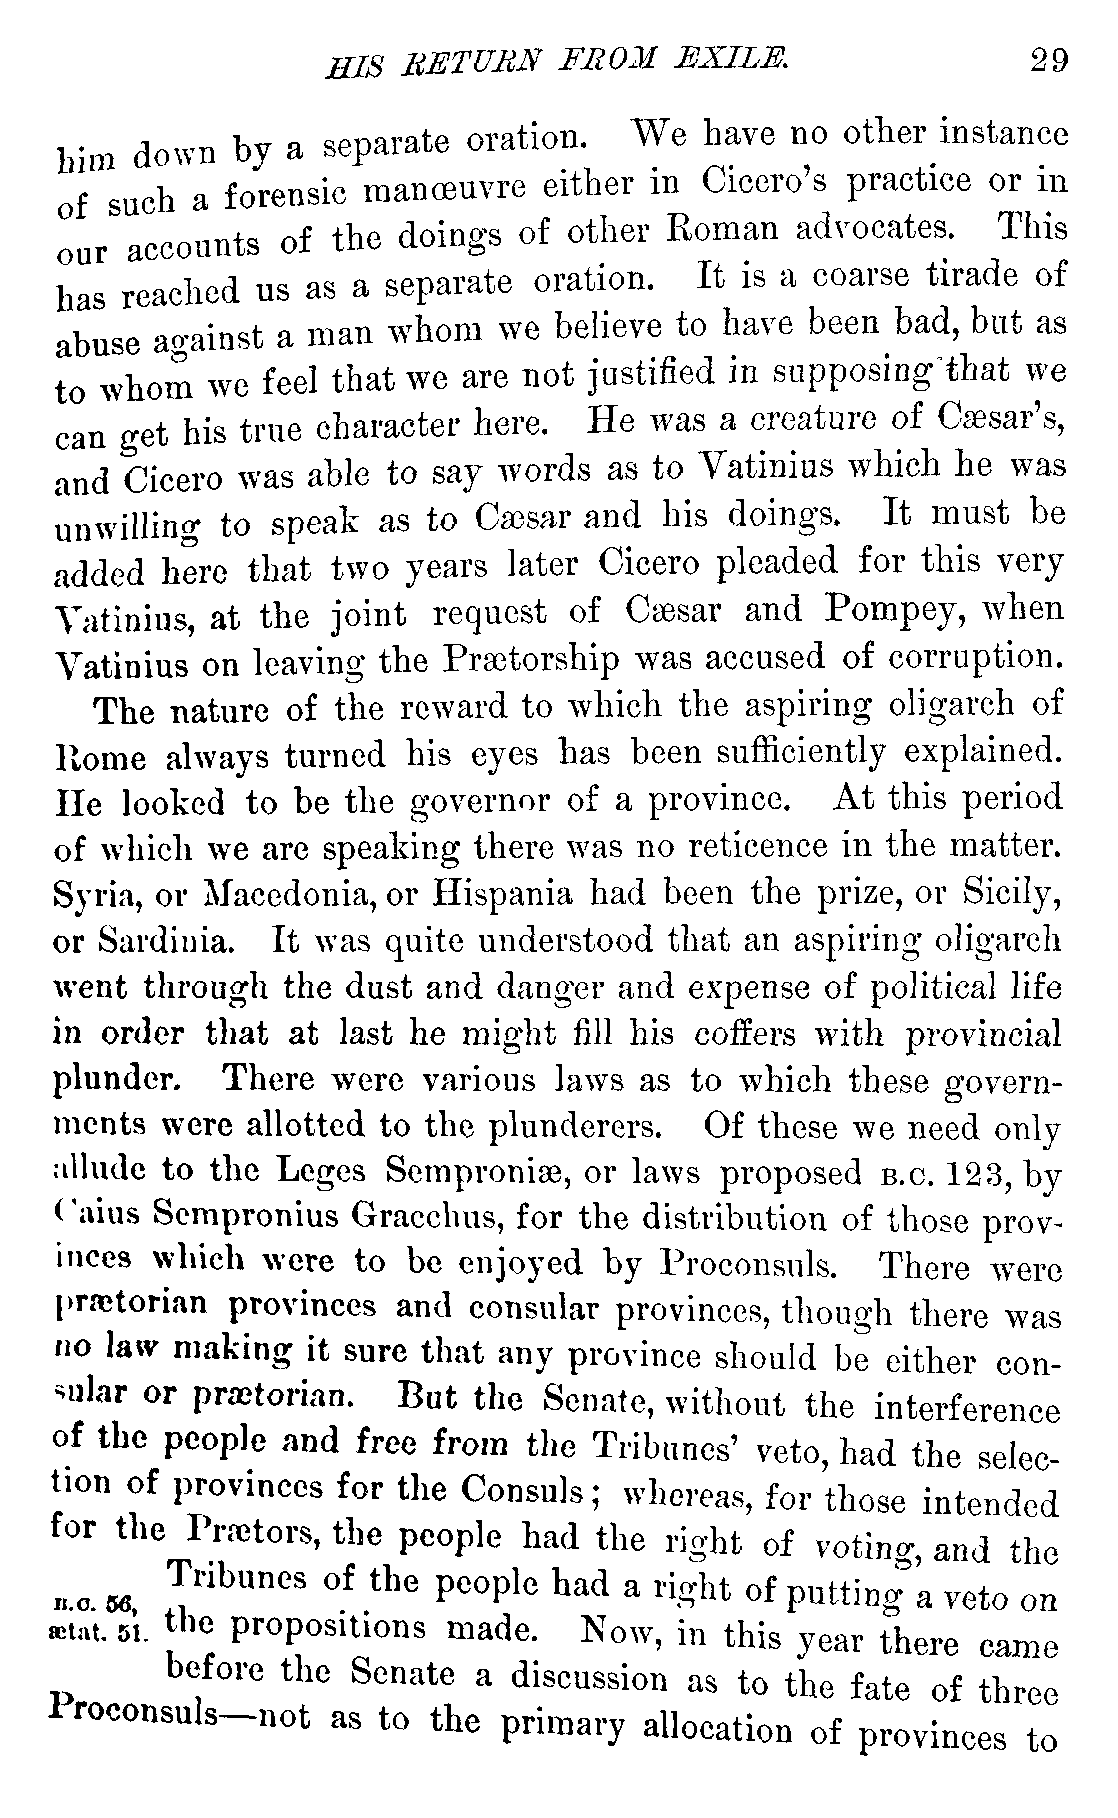 HIS RETURN FROM EXILE. 29
him down by a separate oration. We have no other instance
of such a forensic manœuvre either in Cicero's practice or in
our accounts of the doings of other Roman advocates. This
has reached us as a separate oration. It is a coarse tirade of
abuse against a man whom we believe to have been bad, but as
to whom we feel that we are not justified in supposing that we
can get his true character here. He was a creature of Cæsar's,
and Cicero was able to say words as to Vatinius which he was
unwilling to speak as to Cæsar and his doings. It must be
added here that two years later Cicero pleaded for this very
Vatinius, at the joint request of Cæsar and Pompey, when
Vatinius on leaving the Prætorship was accused of corruption.
The nature of the reward to which the aspiring oligarch of
Rome always turned his eyes has been sufficiently explained.
He looked to be the governor of a province. At this period
of which we are speaking there was no reticence in the matter.
Syria, or Macedonia, or Hispania had been the prize, or Sicily,
or Sardinia. It was quite understood that an aspiring oligarch
went through the dust and danger and expense of political life
in order that at last he might fill his coffers with provincial
plunder. There were various laws as to which these govern-
ments were allotted to the plunderers. Of these we need only
allude to the Leges Semproniæ, or laws proposed B.C. 123, by
Caius Sempronius Gracchus, for the distribution of those prov-
inces which were to be enjoyed by Proconsuls. There were
prætorian provinces and consular provinces, though there was
no law making it sure that any province should be either con-
sular or prætorian. But the Senate, without the interference
of the people and free from the Tribunes' veto, had the selec-
tion of provinces for the Consuls; whereas, for those intended
for the Prætors, the people had the right of voting, and the
Tribunes of the people had a right of putting a veto on
B.C. 56,
ætat. 51.
the propositions made. Now, in this year there came
before the Senate a discussion as to the fate of three
Proconsuls—not as to the primary allocation of provinces to